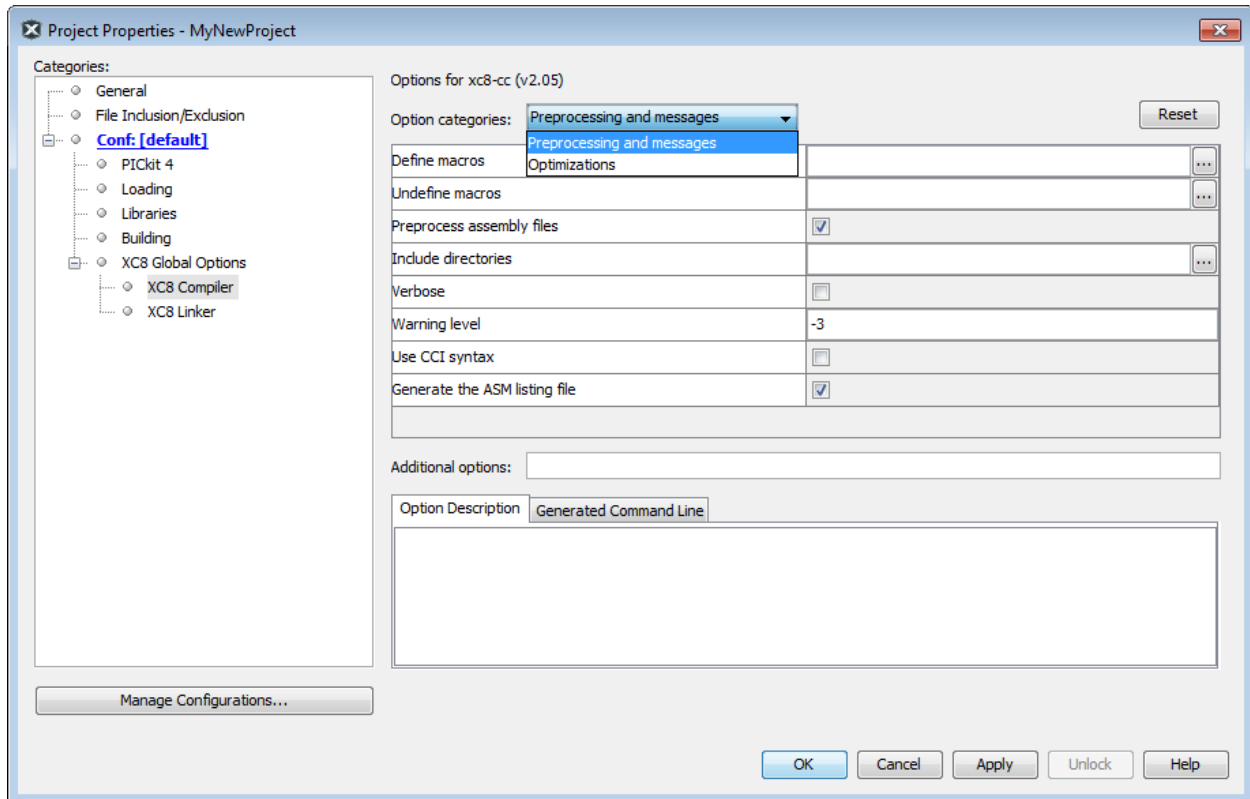 Project Properties - MyNewProject
Categories:
General
File Inclusion/Exclusion
Conf: [default]
PICkit 4
Loading
Libraries
Building
XC8 Global Options
XC8 Compiler
XC8 Linker
Manage Configurations...
Options for xc8-cc (v2.05)
Option categories: Preprocessing and messages Reset
Preprocessing and messages
Optimizations
Define macros ...
Undefine macros ...
Preprocess assembly files
Include directories ...
Verbose
Warning level -3
Use CCI syntax
Generate the ASM listing file
Additional options:
Option Description Generated Command Line
OK Cancel Apply Unlock Help